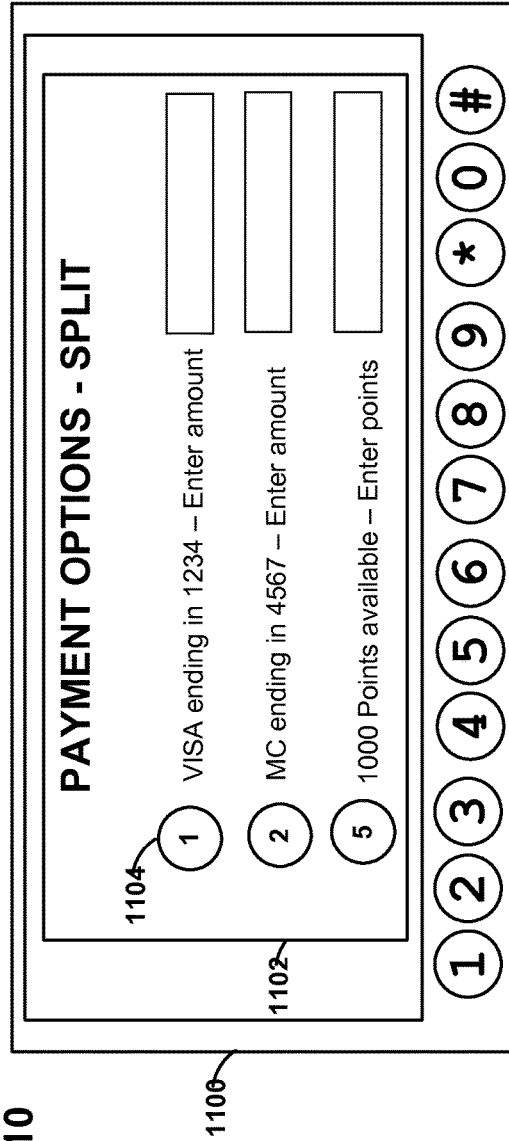 10
PAYMENT OPTIONS - SPLIT
1104
1 VISA ending in 1234 – Enter amount
1100
1102
2 MC ending in 4567 – Enter amount
5 1000 Points available – Enter points
1 2 3 4 5 6 7 8 9 * 0 #